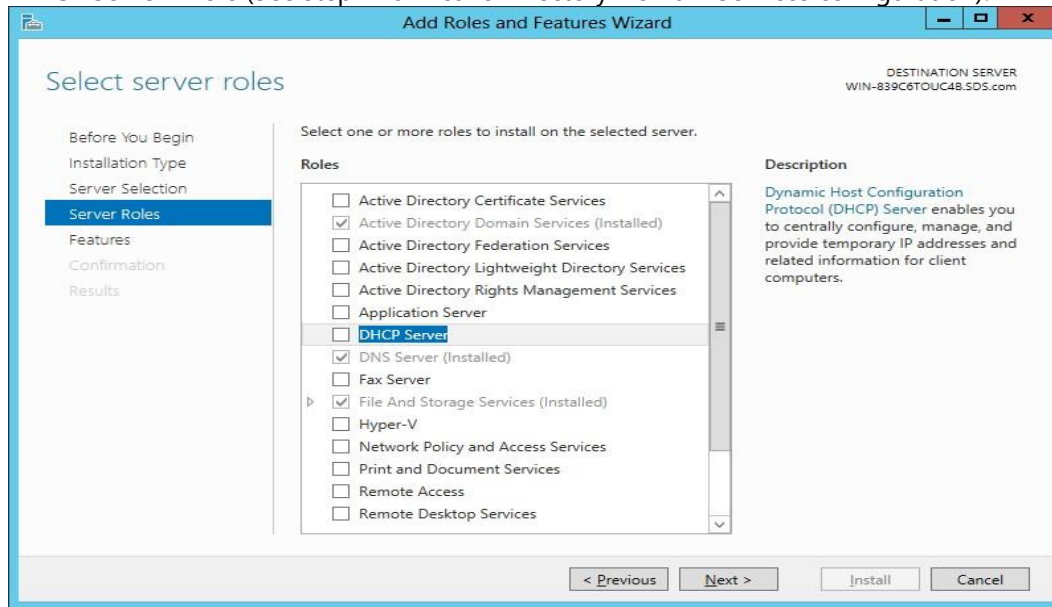 Add Roles and Features Wizard
Select server roles
DESTINATION SERVER
WIN-839C6TOUC4B.SDS.com
Before You Begin
Installation Type
Server Selection
Server Roles
Features
Confirmation
Results
Select one or more roles to install on the selected server.
Roles
Active Directory Certificate Services
Active Directory Domain Services (Installed)
Active Directory Federation Services
Active Directory Lightweight Directory Services
Active Directory Rights Management Services
Application Server
DHCP Server
DNS Server (Installed)
Fax Server
File And Storage Services (Installed)
Hyper-V
Network Policy and Access Services
Print and Document Services
Remote Access
Remote Desktop Services
Description
Dynamic Host Configuration
Protocol (DHCP) Server enables you
to centrally configure, manage, and
provide temporary IP addresses and
related information for client
computers.
< Previous
Next >
Install
Cancel